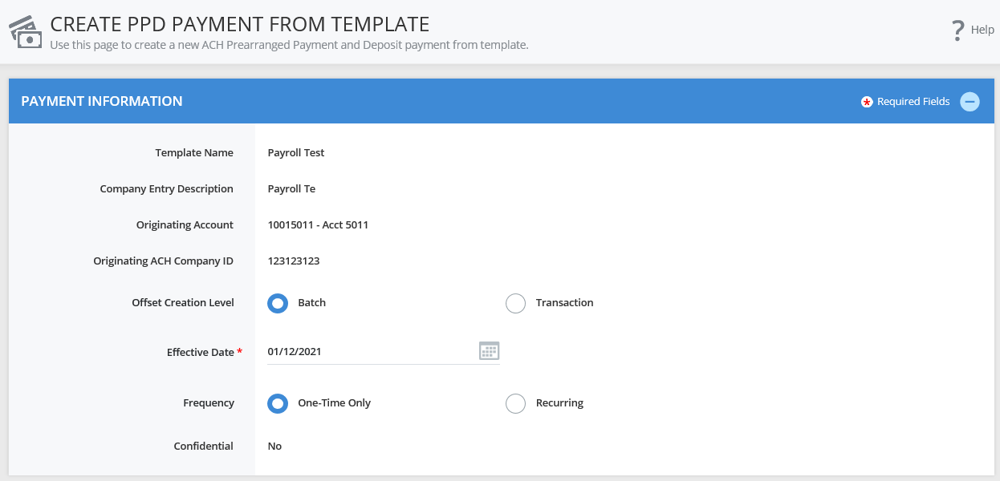 CREATE PPD PAYMENT FROM TEMPLATE
Use this page to create a new ACH Prearranged Payment and Deposit payment from template.
? Help
PAYMENT INFORMATION
* Required Fields
Template Name Payroll Test
Company Entry Description Payroll Te
Originating Account 10015011 - Acct 5011
Originating ACH Company ID 123123123
Offset Creation Level Batch Transaction
Effective Date * 01/12/2021
Frequency One-Time Only Recurring
Confidential No